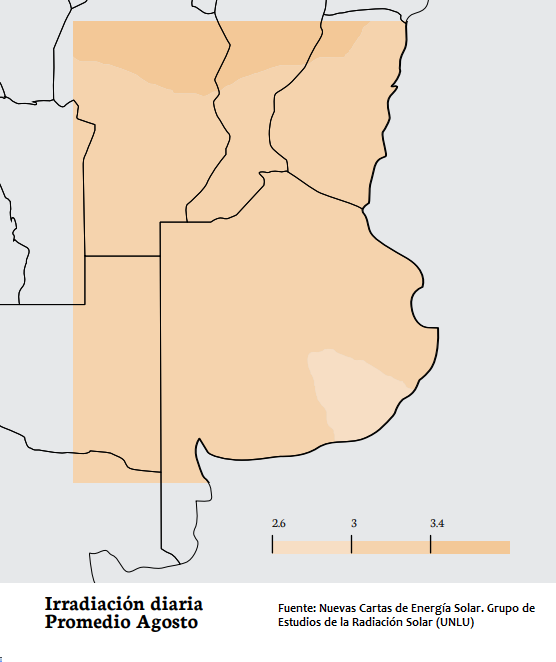 2.6 3 3.4
Irradiación diaria
Promedio Agosto
Fuente: Nuevas Cartas de Energía Solar. Grupo de
Estudios de la Radiación Solar (UNLU)